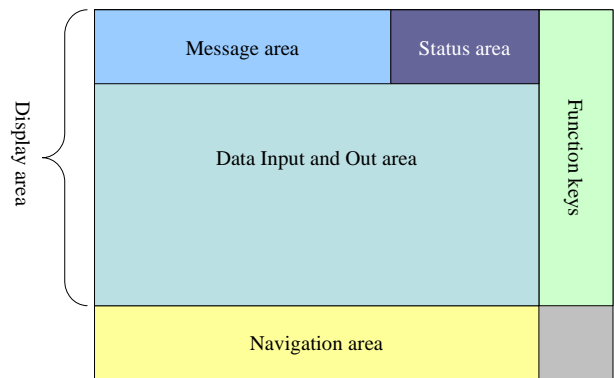 Message area
Status area
Display area
Data Input and Out area
Function keys
Navigation area